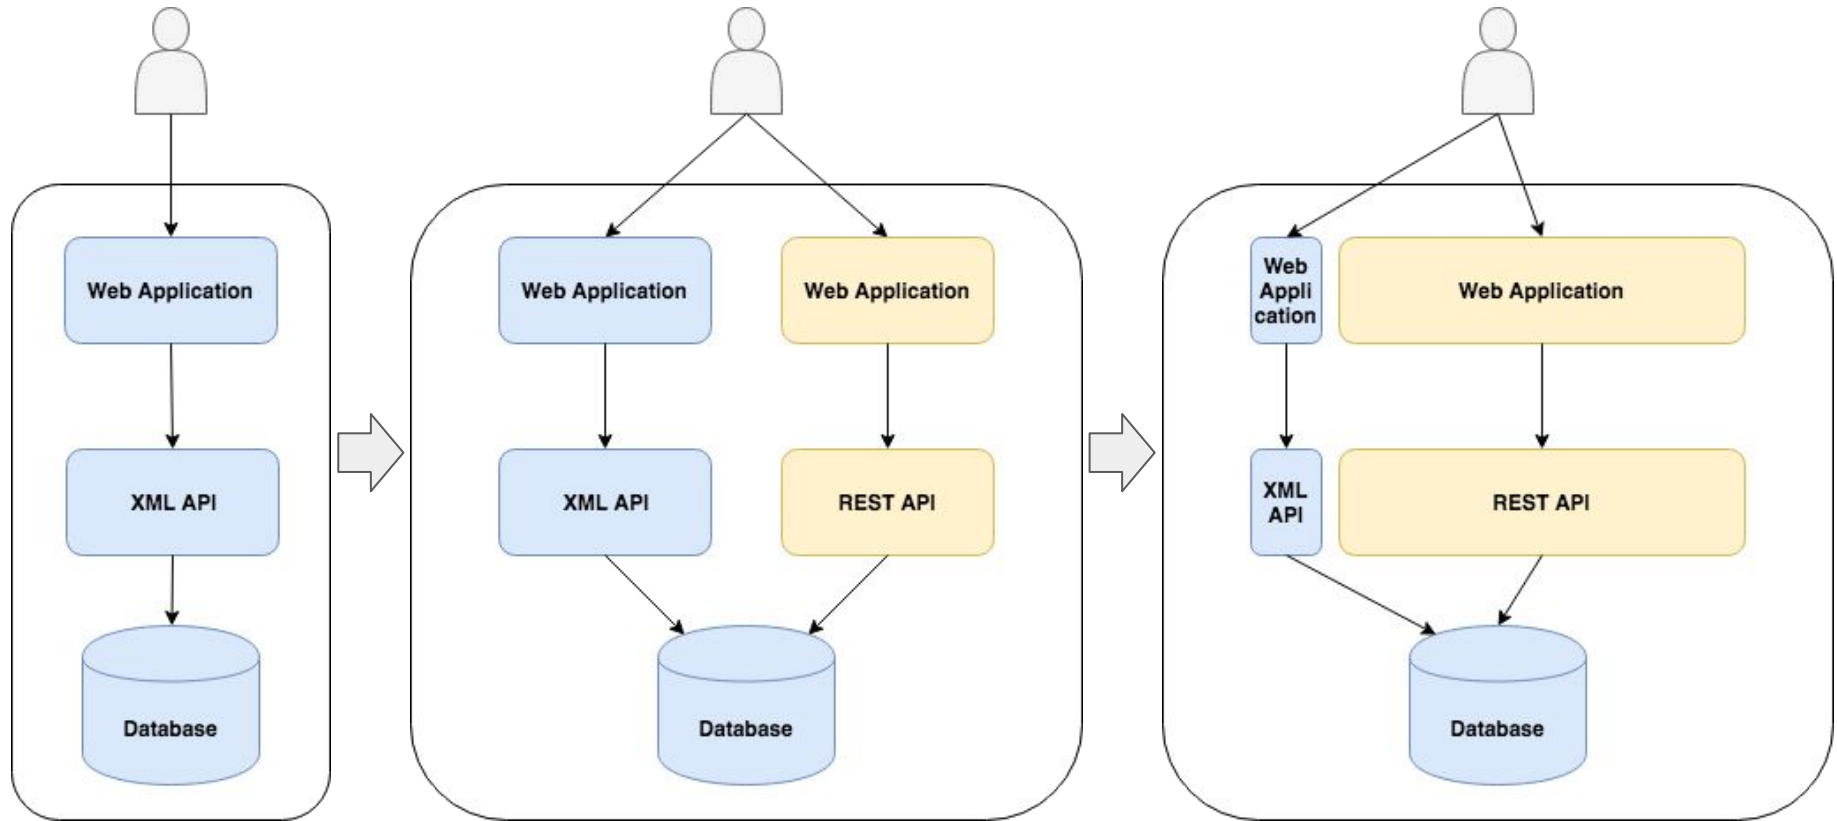 Web Application
XML API
Database
Web Application
Web Application
XML API
REST API
Database
Web
Appli
cation
Web Application
XML
API
REST API
Database